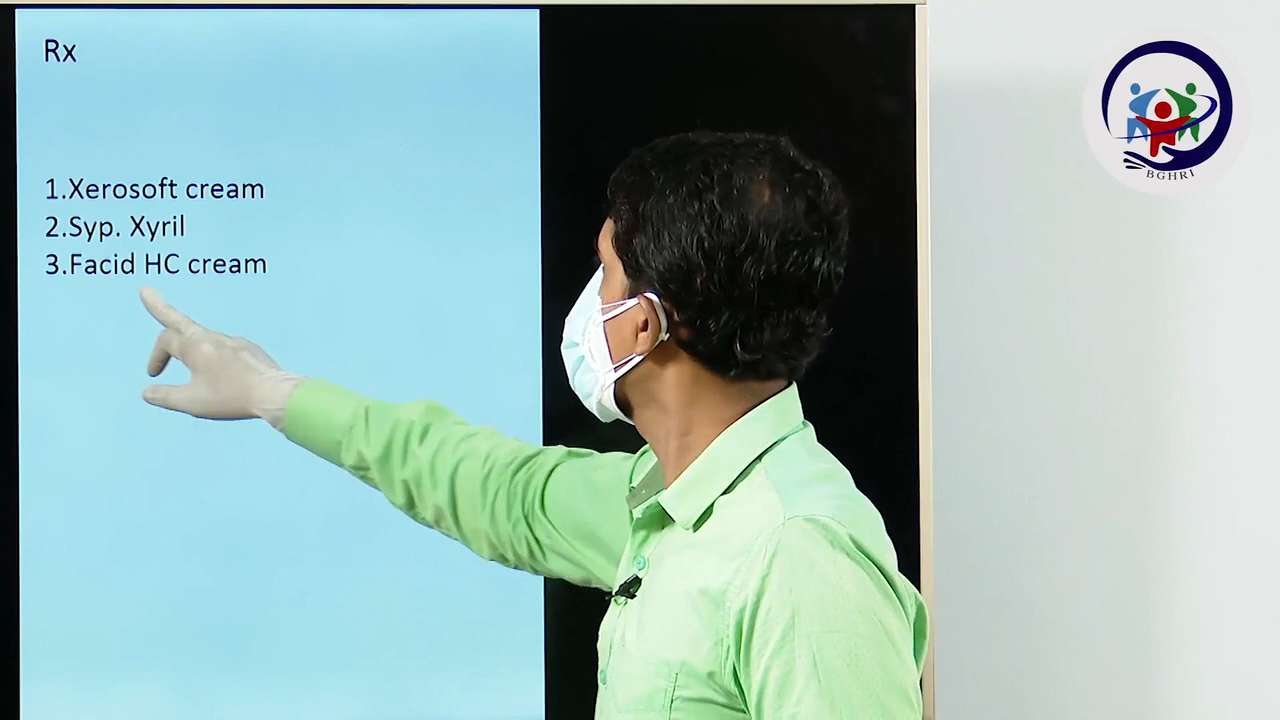 Rx
1.Xerosoft cream
2.Syp. Xyril
3.Facid HC cream
BGHRI